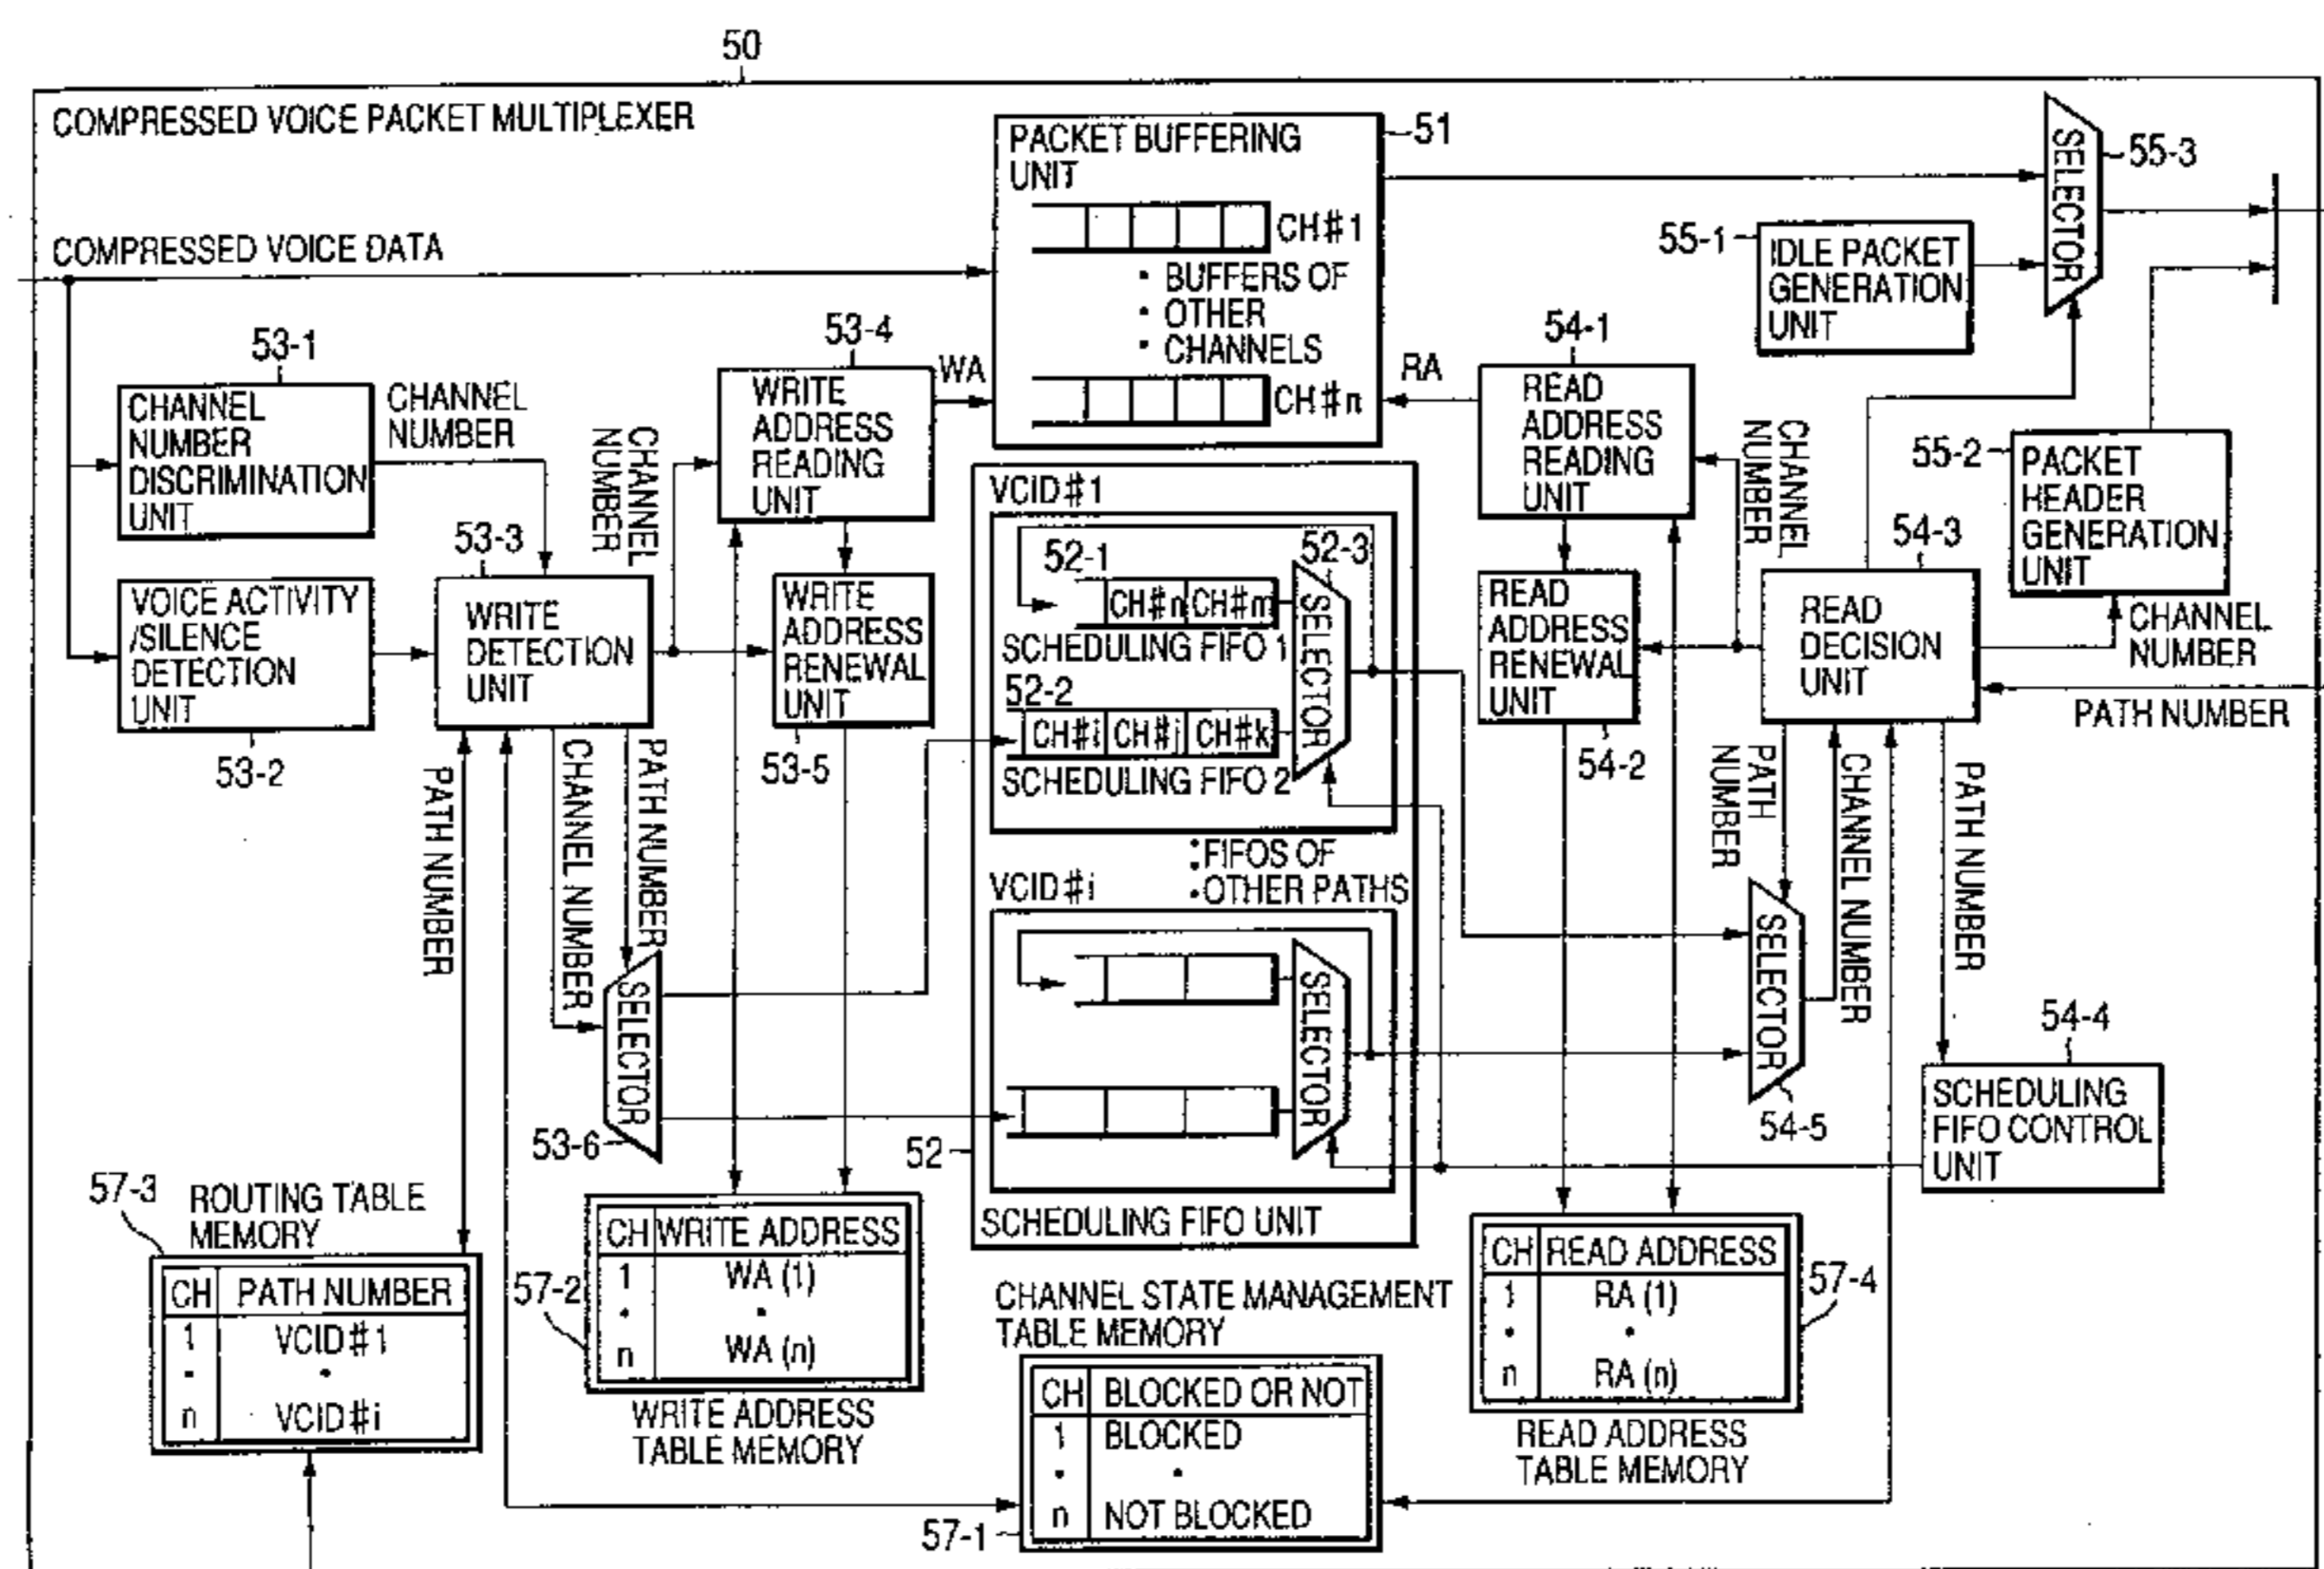 50
COMPRESSED VOICE PACKET MULTIPLEXER
COMPRESSED VOICE DATA
PACKET BUFFERING
UNIT
51
CH#1
BUFFERS OF
OTHER
CHANNELS
CH#n
SELECTOR
55-3
55-1
IDLE PACKET
GENERATION
UNIT
53-1
CHANNEL
NUMBER
DISCRIMINATION
UNIT
CHANNEL
NUMBER
53-4
WRITE
ADDRESS
READING
UNIT
WA
RA
54-1
READ
ADDRESS
READING
UNIT
CHANNEL
NUMBER
CHANNEL
NUMBER
55-2
PACKET
HEADER
GENERATION
UNIT
VOICE ACTIVITY
/SILENCE
DETECTION
UNIT
53-2
53-3
WRITE
DETECTION
UNIT
WRITE
ADDRESS
RENEWAL
UNIT
53-5
VCID#1
52-1
CH#n CH#m
SCHEDULING FIFO 1
52-2
CH#i CH#j CH#k
SCHEDULING FIFO 2
52-3
SELECTOR
READ
ADDRESS
RENEWAL
UNIT
54-2
54-3
READ
DECISION
UNIT
CHANNEL
NUMBER
PATH NUMBER
PATH NUMBER
CHANNEL NUMBER
PATH NUMBER
PATH
NUMBER
CHANNEL NUMBER
PATH NUMBER
FIFOS OF
OTHER PATHS
VCID#i
SELECTOR
SELECTOR
53-6
52
SCHEDULING FIFO UNIT
SELECTOR
54-5
54-4
SCHEDULING
FIFO CONTROL
UNIT
57-3
ROUTING TABLE
MEMORY
CH PATH NUMBER
1 VCID#1
n VCID#i
57-2
CH WRITE ADDRESS
1 WA (1)
n WA (n)
WRITE ADDRESS
TABLE MEMORY
CHANNEL STATE MANAGEMENT
TABLE MEMORY
CH BLOCKED OR NOT
1 BLOCKED
n NOT BLOCKED
57-1
CH READ ADDRESS
1 RA (1)
n RA (n)
57-4
READ ADDRESS
TABLE MEMORY